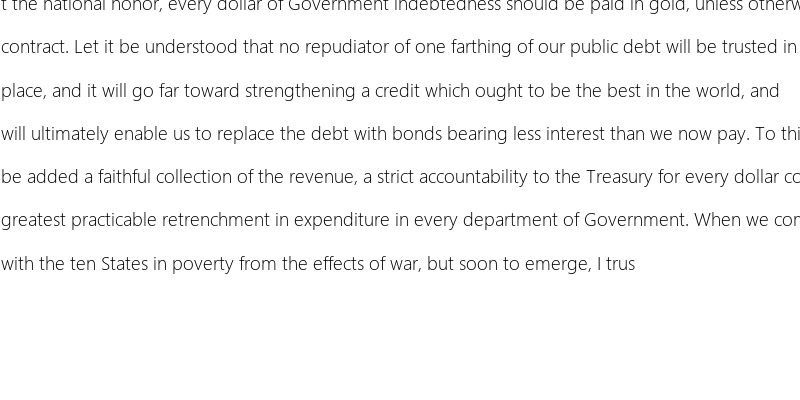 t the national honor, every dollar of Government indebtedness should be paid in gold, unless otherw
contract. Let it be understood that no repudiator of one farthing of our public debt will be trusted in
place, and it will go far toward strengthening a credit which ought to be the best in the world, and
will ultimately enable us to replace the debt with bonds bearing less interest than we now pay. To thi
be added a faithful collection of the revenue, a strict accountability to the Treasury for every dollar co
greatest practicable retrenchment in expenditure in every department of Government. When we con
with the ten States in poverty from the effects of war, but soon to emerge, I trus